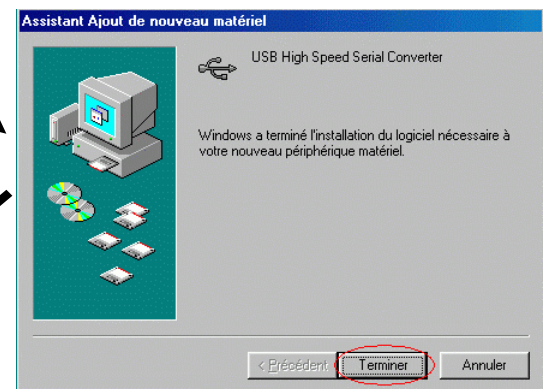 Assistant Ajout de nouveau matériel
USB High Speed Serial Converter
Windows a terminé l'installation du logiciel nécessaire à
votre nouveau périphérique matériel.
< Précédent
Terminer
Annuler